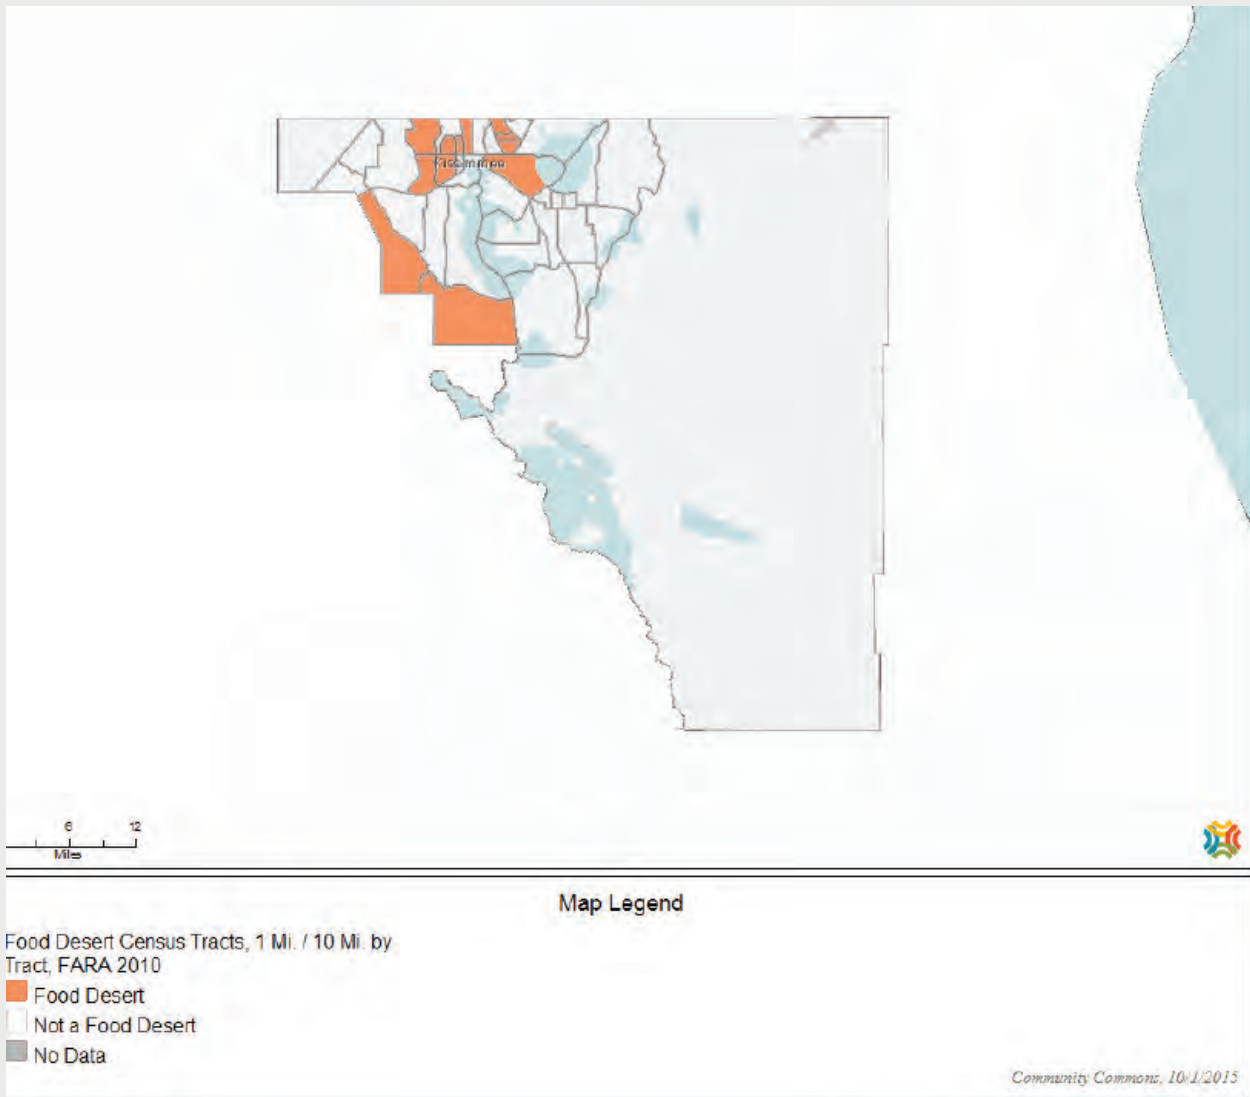 Kissimmee
6 12
Miles
Map Legend
Food Desert Census Tracts, 1 Mi. / 10 Mi. by
Tract, FARA 2010
Food Desert
Not a Food Desert
No Data
Community Commons, 10/1/2015